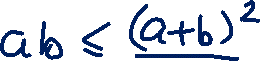 ab ≤ (a+b)²